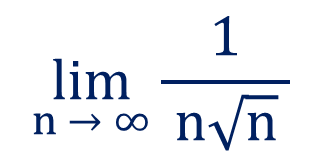 lim n → ∞ 1 / n√n